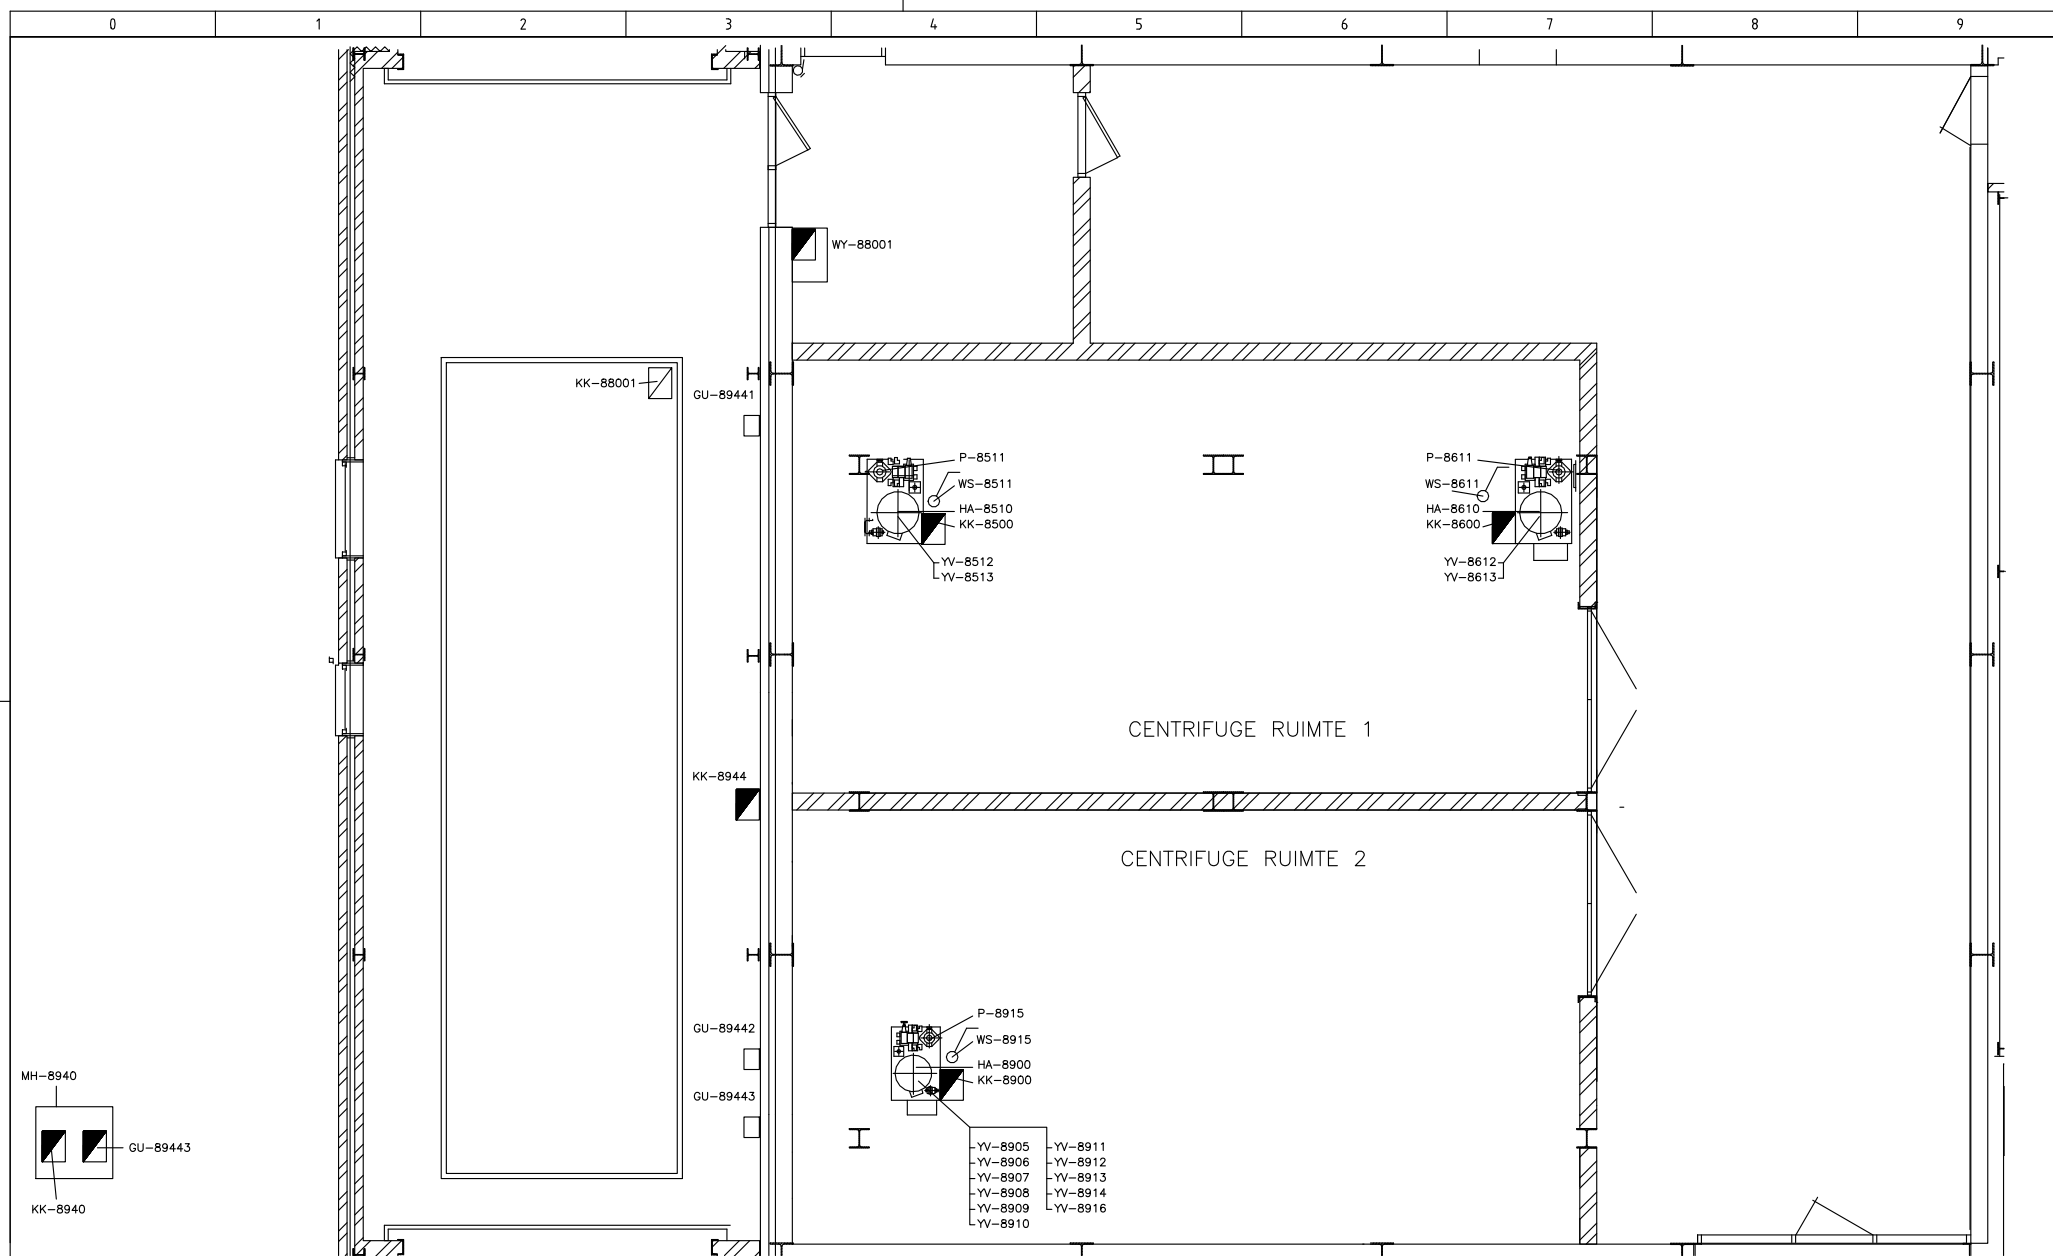 0 1 2 3 4 5 6 7 8 9
WY-88001
KK-88001
GU-89441
P-8511
WS-8511
HA-8510
KK-8500
YV-8512
YV-8513
P-8611
WS-8611
HA-8610
KK-8600
YV-8612
YV-8613
CENTRIFUGE RUIMTE 1
KK-8944
CENTRIFUGE RUIMTE 2
GU-89442
GU-89443
P-8915
WS-8915
HA-8900
KK-8900
YV-8905
YV-8906
YV-8907
YV-8908
YV-8909
YV-8910
YV-8911
YV-8912
YV-8913
YV-8914
YV-8916
MH-8940
GU-89443
KK-8940